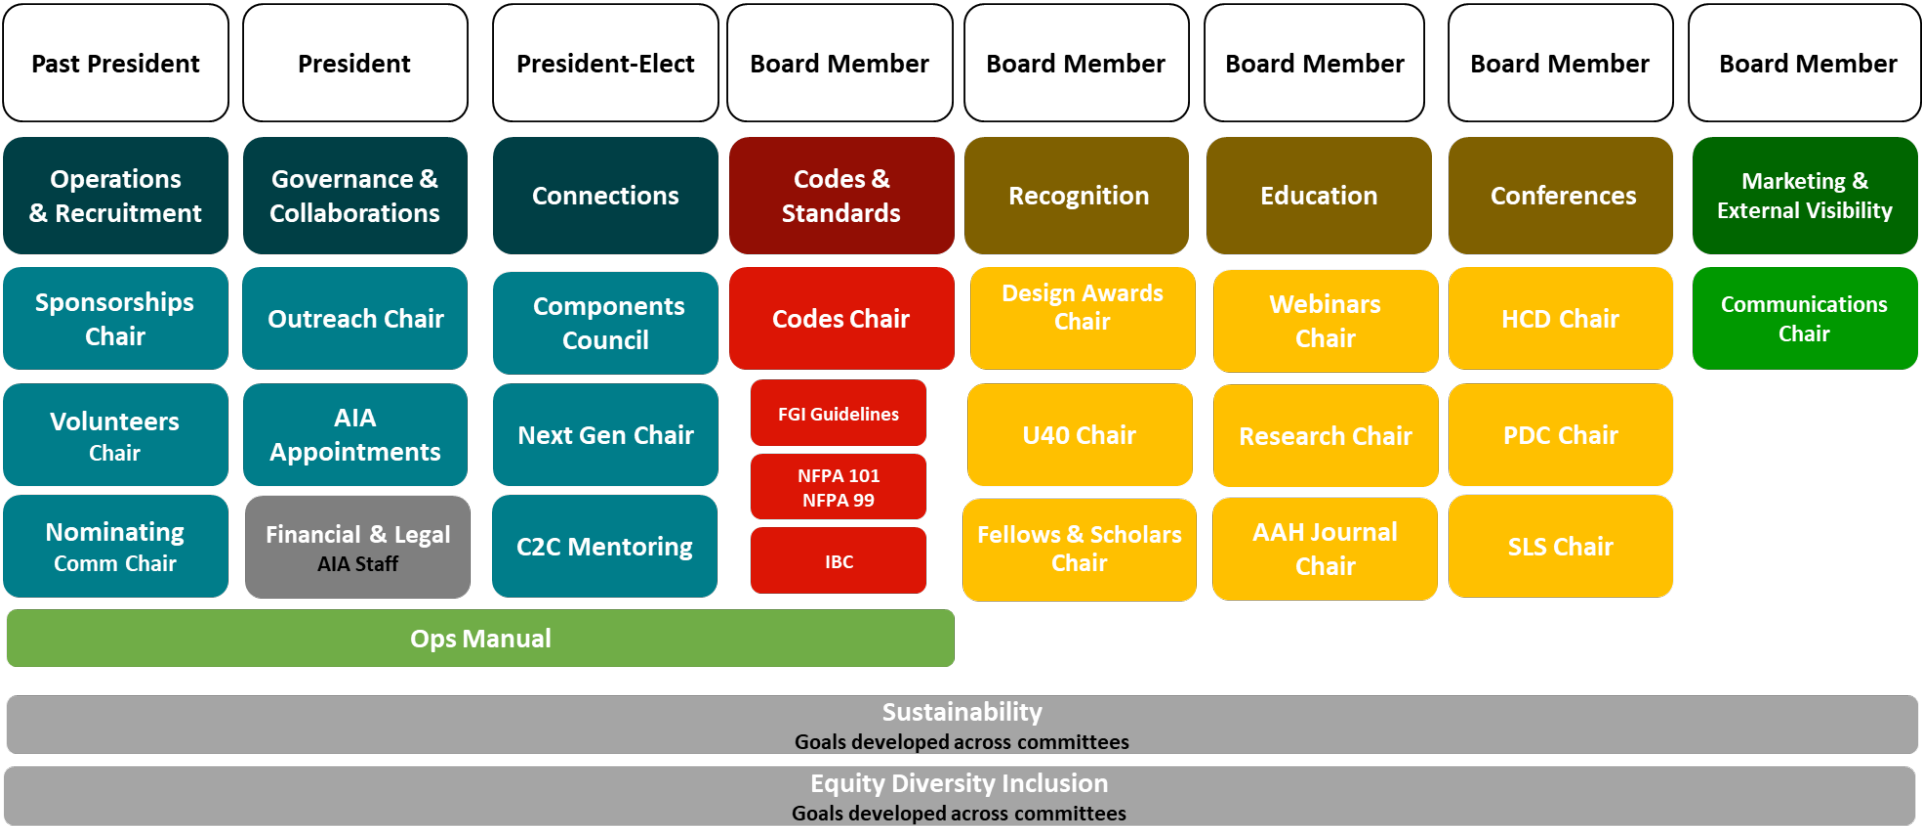 Past President
President
President-Elect
Board Member
Board Member
Board Member
Board Member
Board Member
Operations
& Recruitment
Governance &
Collaborations
Connections
Codes &
Standards
Recognition
Education
Conferences
Marketing &
External Visibility
Sponsorships
Chair
Outreach Chair
Components
Council
Codes Chair
Design Awards
Chair
Webinars
Chair
HCD Chair
Communications
Chair
Volunteers
Chair
AIA
Appointments
Next Gen Chair
FGI Guidelines
NFPA 101
NFPA 99
U40 Chair
Research Chair
PDC Chair
Nominating
Comm Chair
Financial & Legal
AIA Staff
C2C Mentoring
IBC
Fellows & Scholars
Chair
AAH Journal
Chair
SLS Chair
Ops Manual
Sustainability
Goals developed across committees
Equity Diversity Inclusion
Goals developed across committees